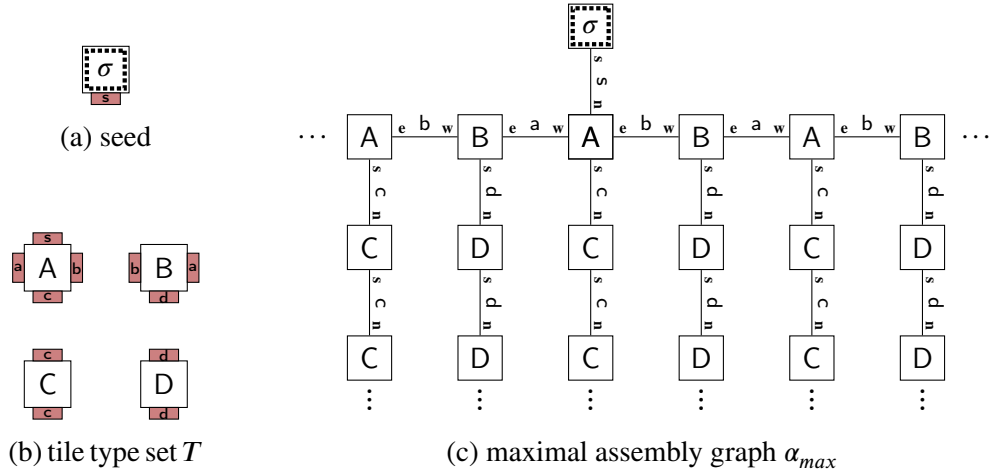 σ
s
(a) seed
s
a A b
c
b B a
d
c
C
c
d
D
d
(b) tile type set T
σ
s
s
n
··· A e b w B e a w A e b w B e a w A e b w B ···
s s s s s s
c d c d c d
n n n n n n
C D C D C D
s s s s s s
c d c d c d
n n n n n n
C D C D C D
⋮ ⋮ ⋮ ⋮ ⋮ ⋮
(c) maximal assembly graph αmax